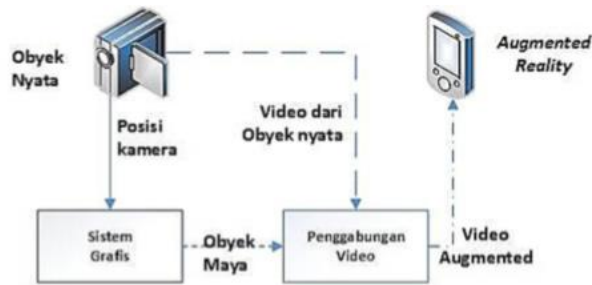 Obyek
Nyata
Augmented
Reality
Video dari
Obyek nyata
Posisi
kamera
Sistem
Grafis
Obyek
Maya
Penggabungan
Video
Video
Augmented